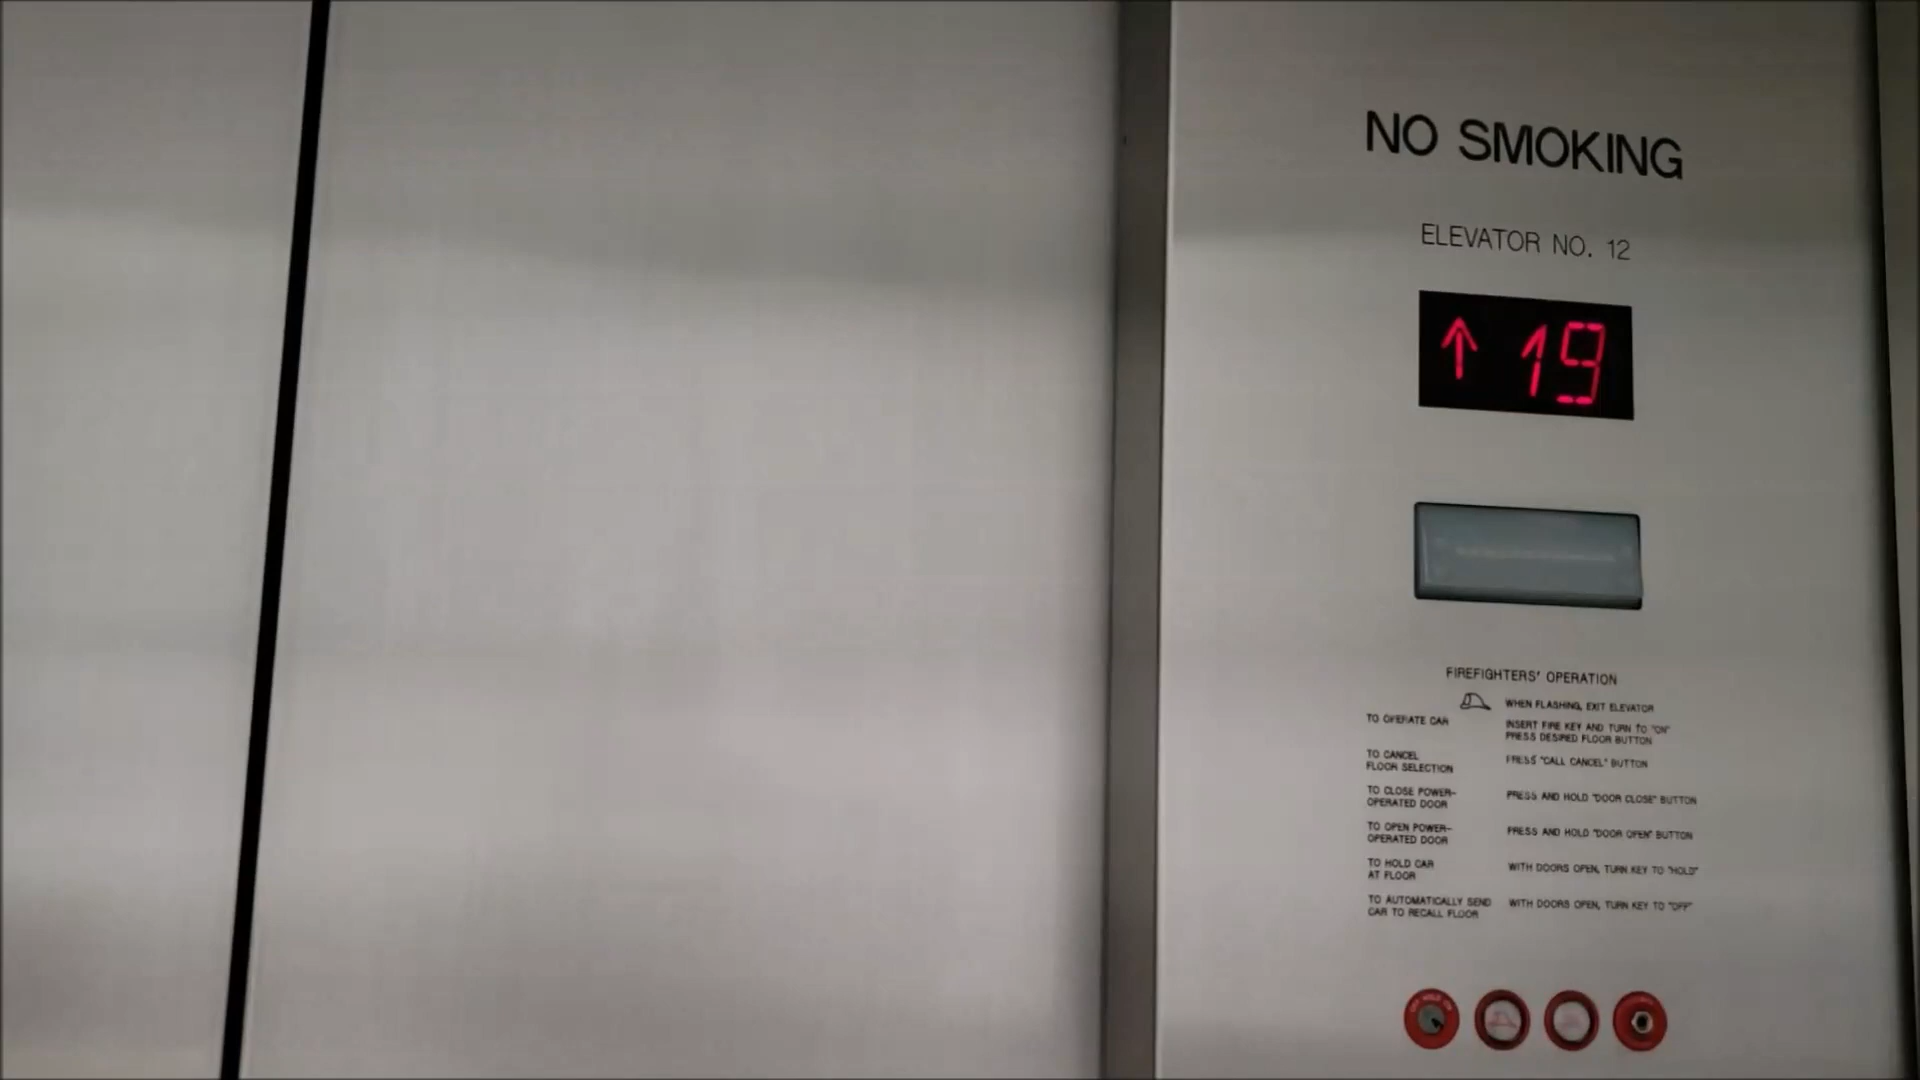 NO SMOKING
ELEVATOR NO. 12
↑ 19
FIREFIGHTERS' OPERATION
WHEN FLASHING, EXIT ELEVATOR
TO OPERATE CAR
INSERT FIRE KEY AND TURN TO "ON"
PRESS DESIRED FLOOR BUTTON
TO CANCEL
FLOOR SELECTION
PRESS "CALL CANCEL" BUTTON
TO CLOSE POWER-
OPERATED DOOR
PRESS AND HOLD "DOOR CLOSE" BUTTON
TO OPEN POWER-
OPERATED DOOR
PRESS AND HOLD "DOOR OPEN" BUTTON
TO HOLD CAR
AT FLOOR
WITH DOORS OPEN, TURN KEY TO "HOLD"
TO AUTOMATICALLY SEND
CAR TO RECALL FLOOR
WITH DOORS OPEN, TURN KEY TO "OFF"
OFF HOLD ON